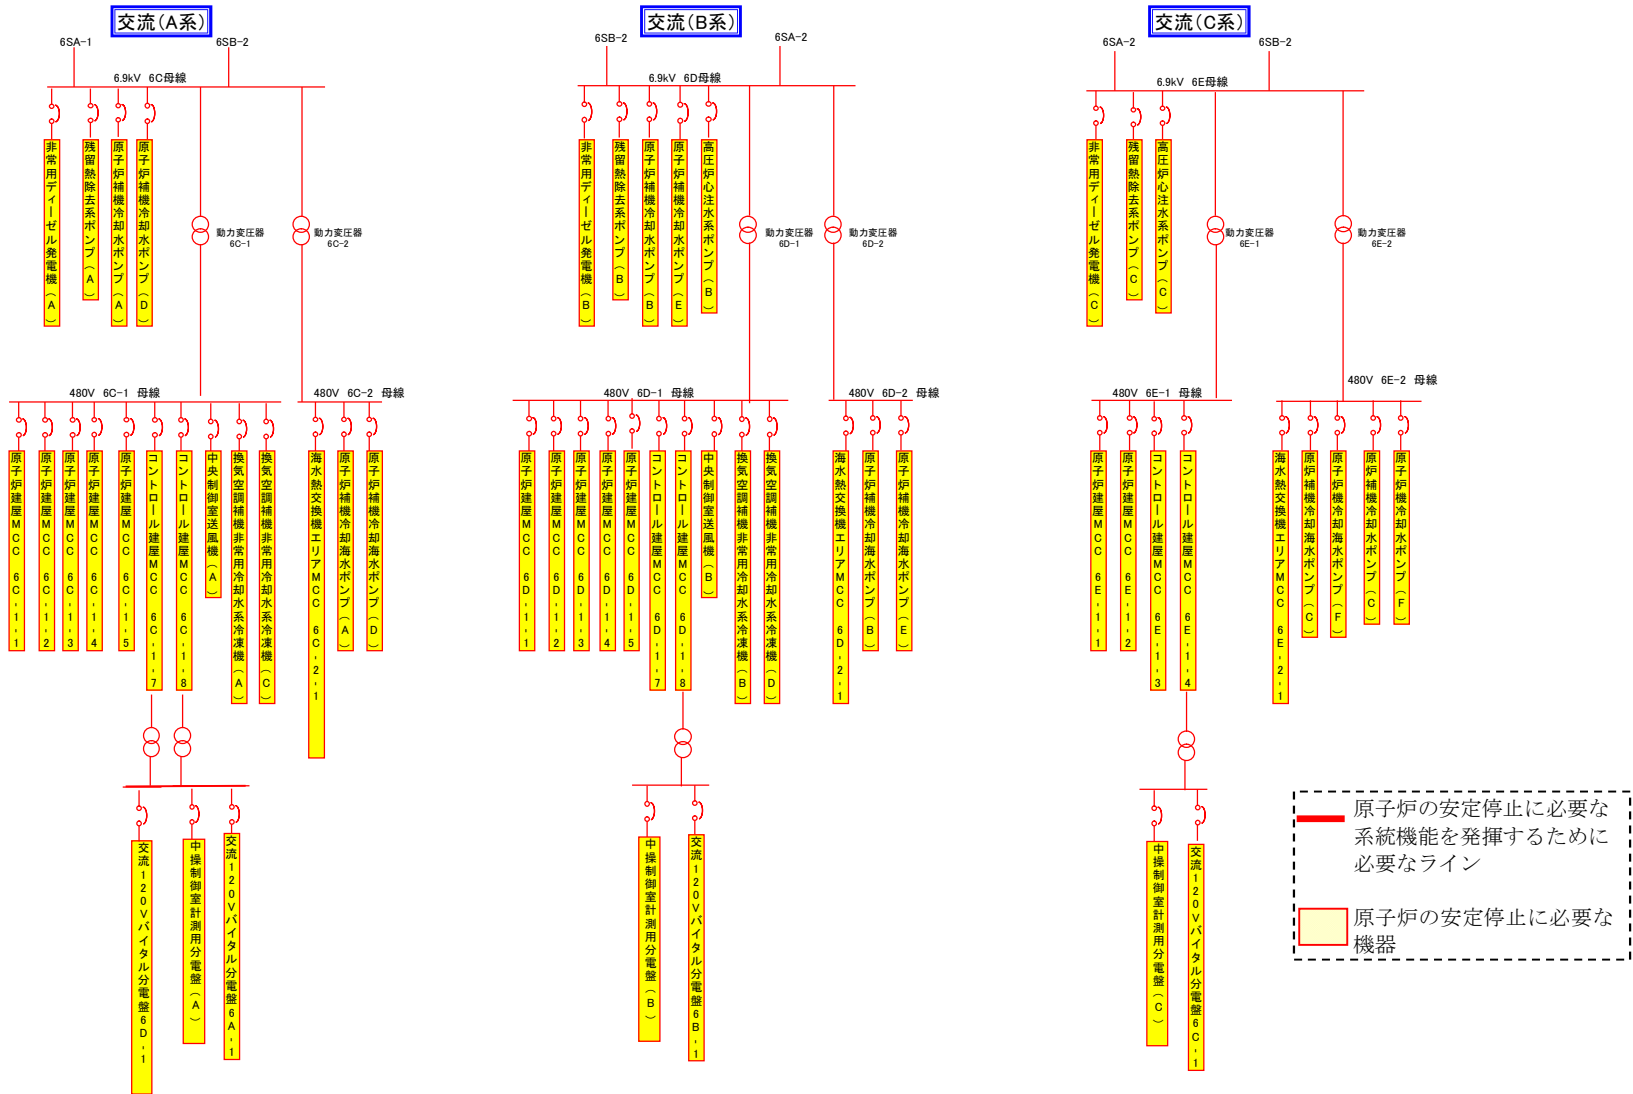 交流(A系)
6SA-1
6SB-2
6.9kV 6C母線
非常用ディーゼル発電機(A)
残留熱除去系ポンプ(A)
原子炉補機冷却水ポンプ(A)
原子炉補機冷却水ポンプ(D)
動力変圧器
6C-1
動力変圧器
6C-2
480V 6C-1 母線
480V 6C-2 母線
原子炉建屋MCC 6C-1-1
原子炉建屋MCC 6C-1-2
原子炉建屋MCC 6C-1-3
原子炉建屋MCC 6C-1-4
原子炉建屋MCC 6C-1-5
コントロール建屋MCC 6C-1-7
コントロール建屋MCC 6C-1-8
中央制御室送風機(A)
換気空調補機非常用冷却水系冷凍機(A)
換気空調補機非常用冷却水系冷凍機(C)
海水熱交換機エリアMCC 6C-2-1
原子炉補機冷却海水ポンプ(A)
原子炉補機冷却海水ポンプ(D)
交流120Vバイタル分電盤6D-1
中操制御室計測用分電盤(A)
交流120Vバイタル分電盤6A-1
交流(B系)
6SB-2
6SA-2
6.9kV 6D母線
非常用ディーゼル発電機(B)
残留熱除去系ポンプ(B)
原子炉補機冷却水ポンプ(B)
原子炉補機冷却水ポンプ(E)
高圧炉心注水系ポンプ(B)
動力変圧器
6D-1
動力変圧器
6D-2
480V 6D-1 母線
480V 6D-2 母線
原子炉建屋MCC 6D-1-1
原子炉建屋MCC 6D-1-2
原子炉建屋MCC 6D-1-3
原子炉建屋MCC 6D-1-4
原子炉建屋MCC 6D-1-5
コントロール建屋MCC 6D-1-7
コントロール建屋MCC 6D-1-8
中央制御室送風機(B)
換気空調補機非常用冷却水系冷凍機(B)
換気空調補機非常用冷却水系冷凍機(D)
海水熱交換機エリアMCC 6D-2-1
原子炉補機冷却海水ポンプ(B)
原子炉補機冷却海水ポンプ(E)
中操制御室計測用分電盤(B)
交流120Vバイタル分電盤6B-1
交流(C系)
6SA-2
6SB-2
6.9kV 6E母線
非常用ディーゼル発電機(C)
残留熱除去系ポンプ(C)
高圧炉心注水系ポンプ(C)
動力変圧器
6E-1
動力変圧器
6E-2
480V 6E-1 母線
480V 6E-2 母線
原子炉建屋MCC 6E-1-1
原子炉建屋MCC 6E-1-2
コントロール建屋MCC 6E-1-3
コントロール建屋MCC 6E-1-4
海水熱交換機エリアMCC 6E-2-1
原炉補機冷却海水ポンプ(C)
原子炉機冷却海水ポンプ(F)
原炉補機冷却水ポンプ(C)
原子炉機冷却水ポンプ(F)
中操制御室計測用分電盤(C)
交流120Vバイタル分電盤6C-1
原子炉の安定停止に必要な
系統機能を発揮するために
必要なライン
原子炉の安定停止に必要な
機器